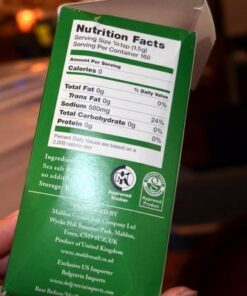 Nutrition Facts
Serving Size ¼tsp (1.5g)
Serving Per Container 160
Amount Per Serving
Calories 0
% Daily Value
Total Fat 0g 0%
Trans Fat 0g 0%
Sodium 580mg 24%
Total Carbohydrate 0g 0%
Protein 0g
Percent Daily Values are based on a
2,000 calorie diet
Sea salt
no additives
Storage:
Approved
Kosher
Approved
Product
BY
Maldon Crystal Salt Company Ltd
Wycke Hill Business Park, Maldon,
Essex, CM9 6UZ, UK
Product of United Kingdom
www.maldonsalt.co.uk
Exclusive US Importer
Belgravia Imports
www.belgraviaimports.com
Best Before